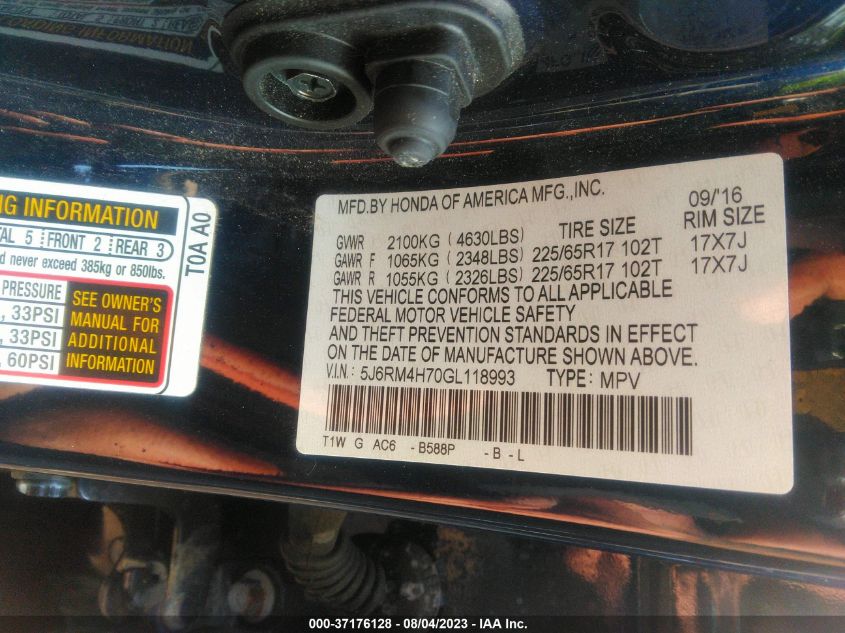 NG INFORMATION
TAL 5 FRONT 2 REAR 3
d never exceed 385kg or 850lbs.
PRESSURE
, 33PSI
, 33PSI
, 60PSI
SEE OWNER'S
MANUAL FOR
ADDITIONAL
INFORMATION
T0A A0
MFD.BY HONDA OF AMERICA MFG.,INC. 09/'16
TIRE SIZE RIM SIZE
GVWR 2100KG ( 4630LBS)
GAWR F 1065KG ( 2348LBS) 225/65R17 102T 17X7J
GAWR R 1055KG ( 2326LBS) 225/65R17 102T 17X7J
THIS VEHICLE CONFORMS TO ALL APPLICABLE
FEDERAL MOTOR VEHICLE SAFETY
AND THEFT PREVENTION STANDARDS IN EFFECT
ON THE DATE OF MANUFACTURE SHOWN ABOVE.
V.I.N.: 5J6RM4H70GL118993 TYPE: MPV
T1W G AC6 -B588P -B-L
000-37176128 - 08/04/2023 - IAA Inc.